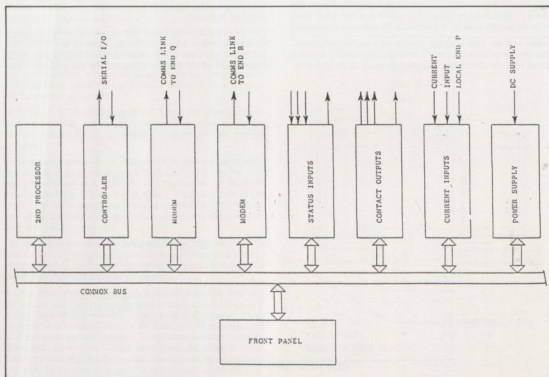 SERIAL I/O
COMMS LINK
TO END Q
COMMS LINK
TO END R
CURRENT
INPUT
LOCAL END P
DC SUPPLY
2ND PROCESSOR
CONTROLLER
MODEM
MODEM
STATUS INPUTS
CONTACT OUTPUTS
CURRENT INPUTS
POWER SUPPLY
COMMON BUS
FRONT PANEL